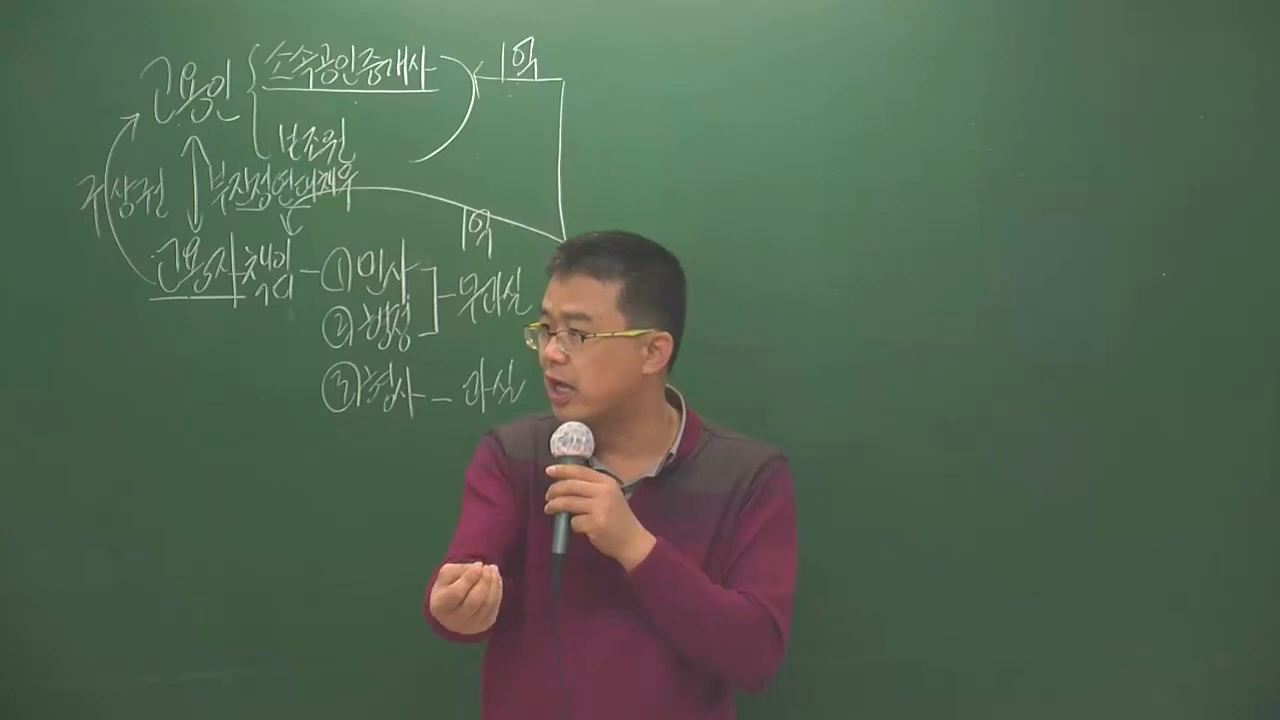 1억
고용인 { 소속공인중개사
보조원
구상권 부진정연대채무
1억
고용자책임 - ① 민사
② 행정 ] - 무과실
③ 형사 - 과실